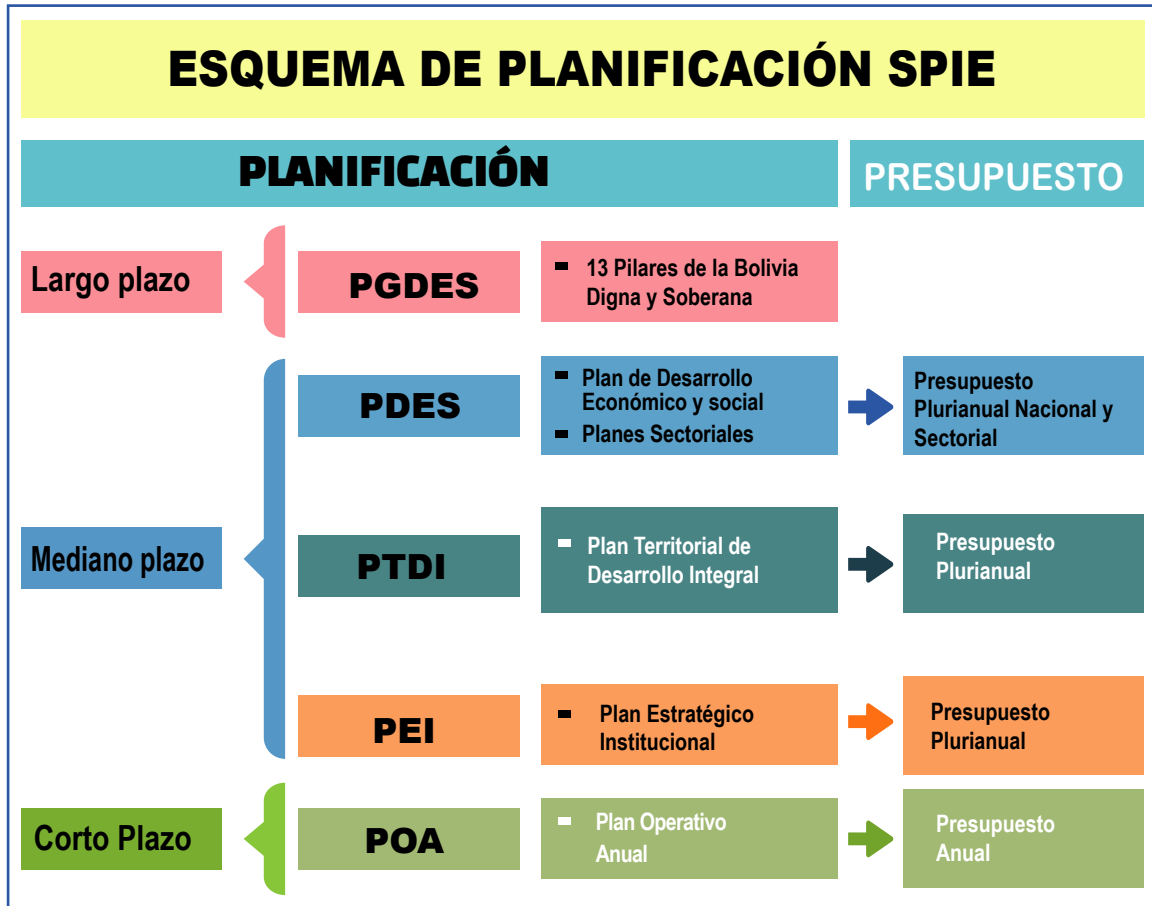 ESQUEMA DE PLANIFICACIÓN SPIE
PLANIFICACIÓN
PRESUPUESTO
Largo plazo
PGDES
13 Pilares de la Bolivia
Digna y Soberana
Mediano plazo
PDES
Plan de Desarrollo
Económico y social
Planes Sectoriales
Presupuesto
Plurianual Nacional y
Sectorial
PTDI
Plan Territorial de
Desarrollo Integral
Presupuesto
Plurianual
PEI
Plan Estratégico
Institucional
Presupuesto
Plurianual
Corto Plazo
POA
Plan Operativo
Anual
Presupuesto
Anual